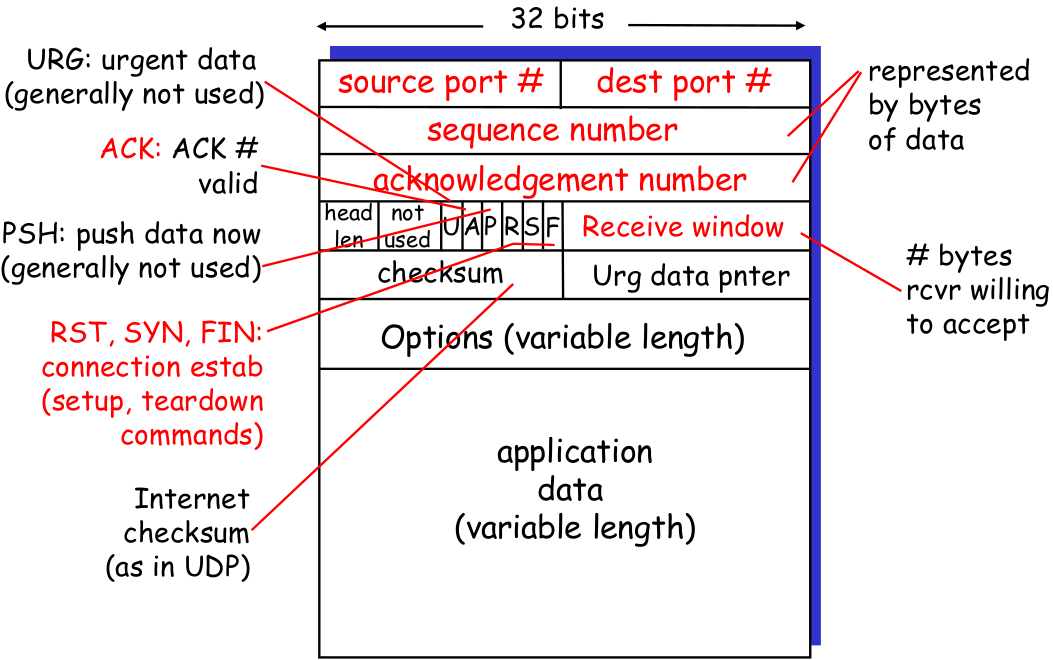 32 bits
URG: urgent data
(generally not used)
ACK: ACK #
valid
PSH: push data now
(generally not used)
RST, SYN, FIN:
connection estab
(setup, teardown
commands)
Internet
checksum
(as in UDP)
source port #
dest port #
sequence number
acknowledgement number
head
len
not
used
U A P R S F
Receive window
checksum
Urg data pnter
Options (variable length)
application
data
(variable length)
represented
by bytes
of data
# bytes
rcvr willing
to accept